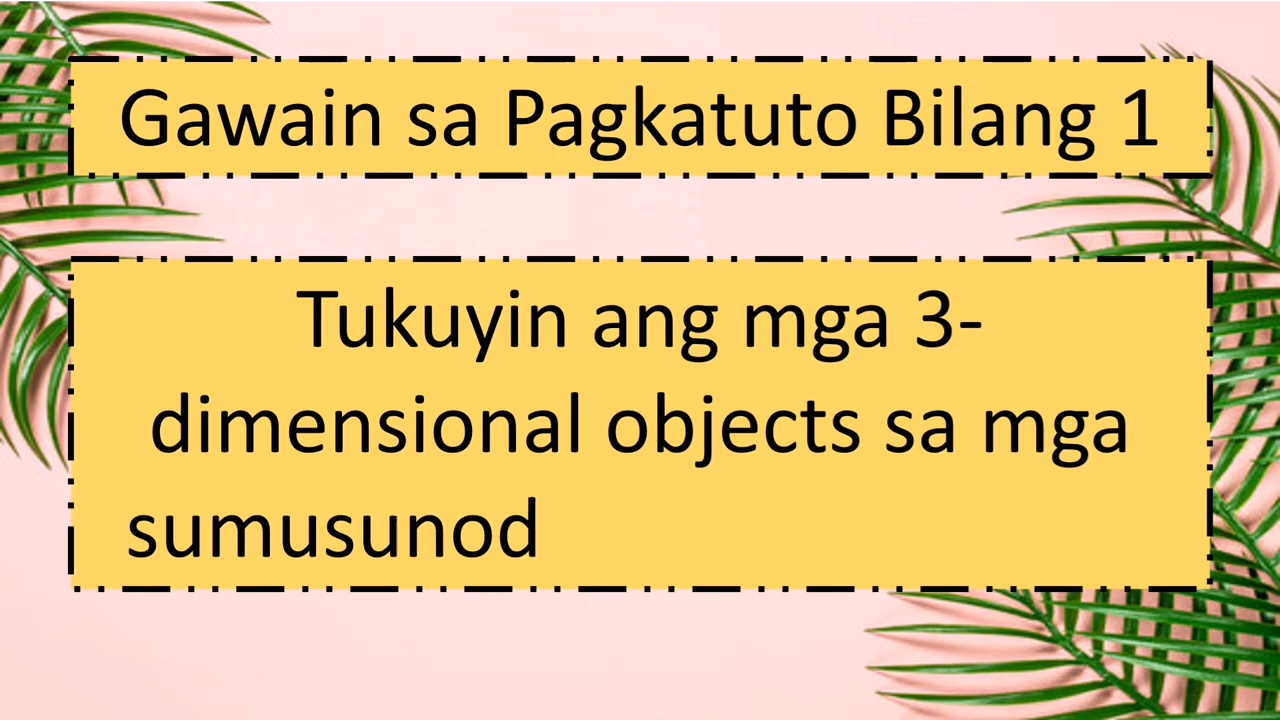 Gawain sa Pagkatuto Bilang 1
Tukuyin ang mga 3-
dimensional objects sa mga
sumusunod